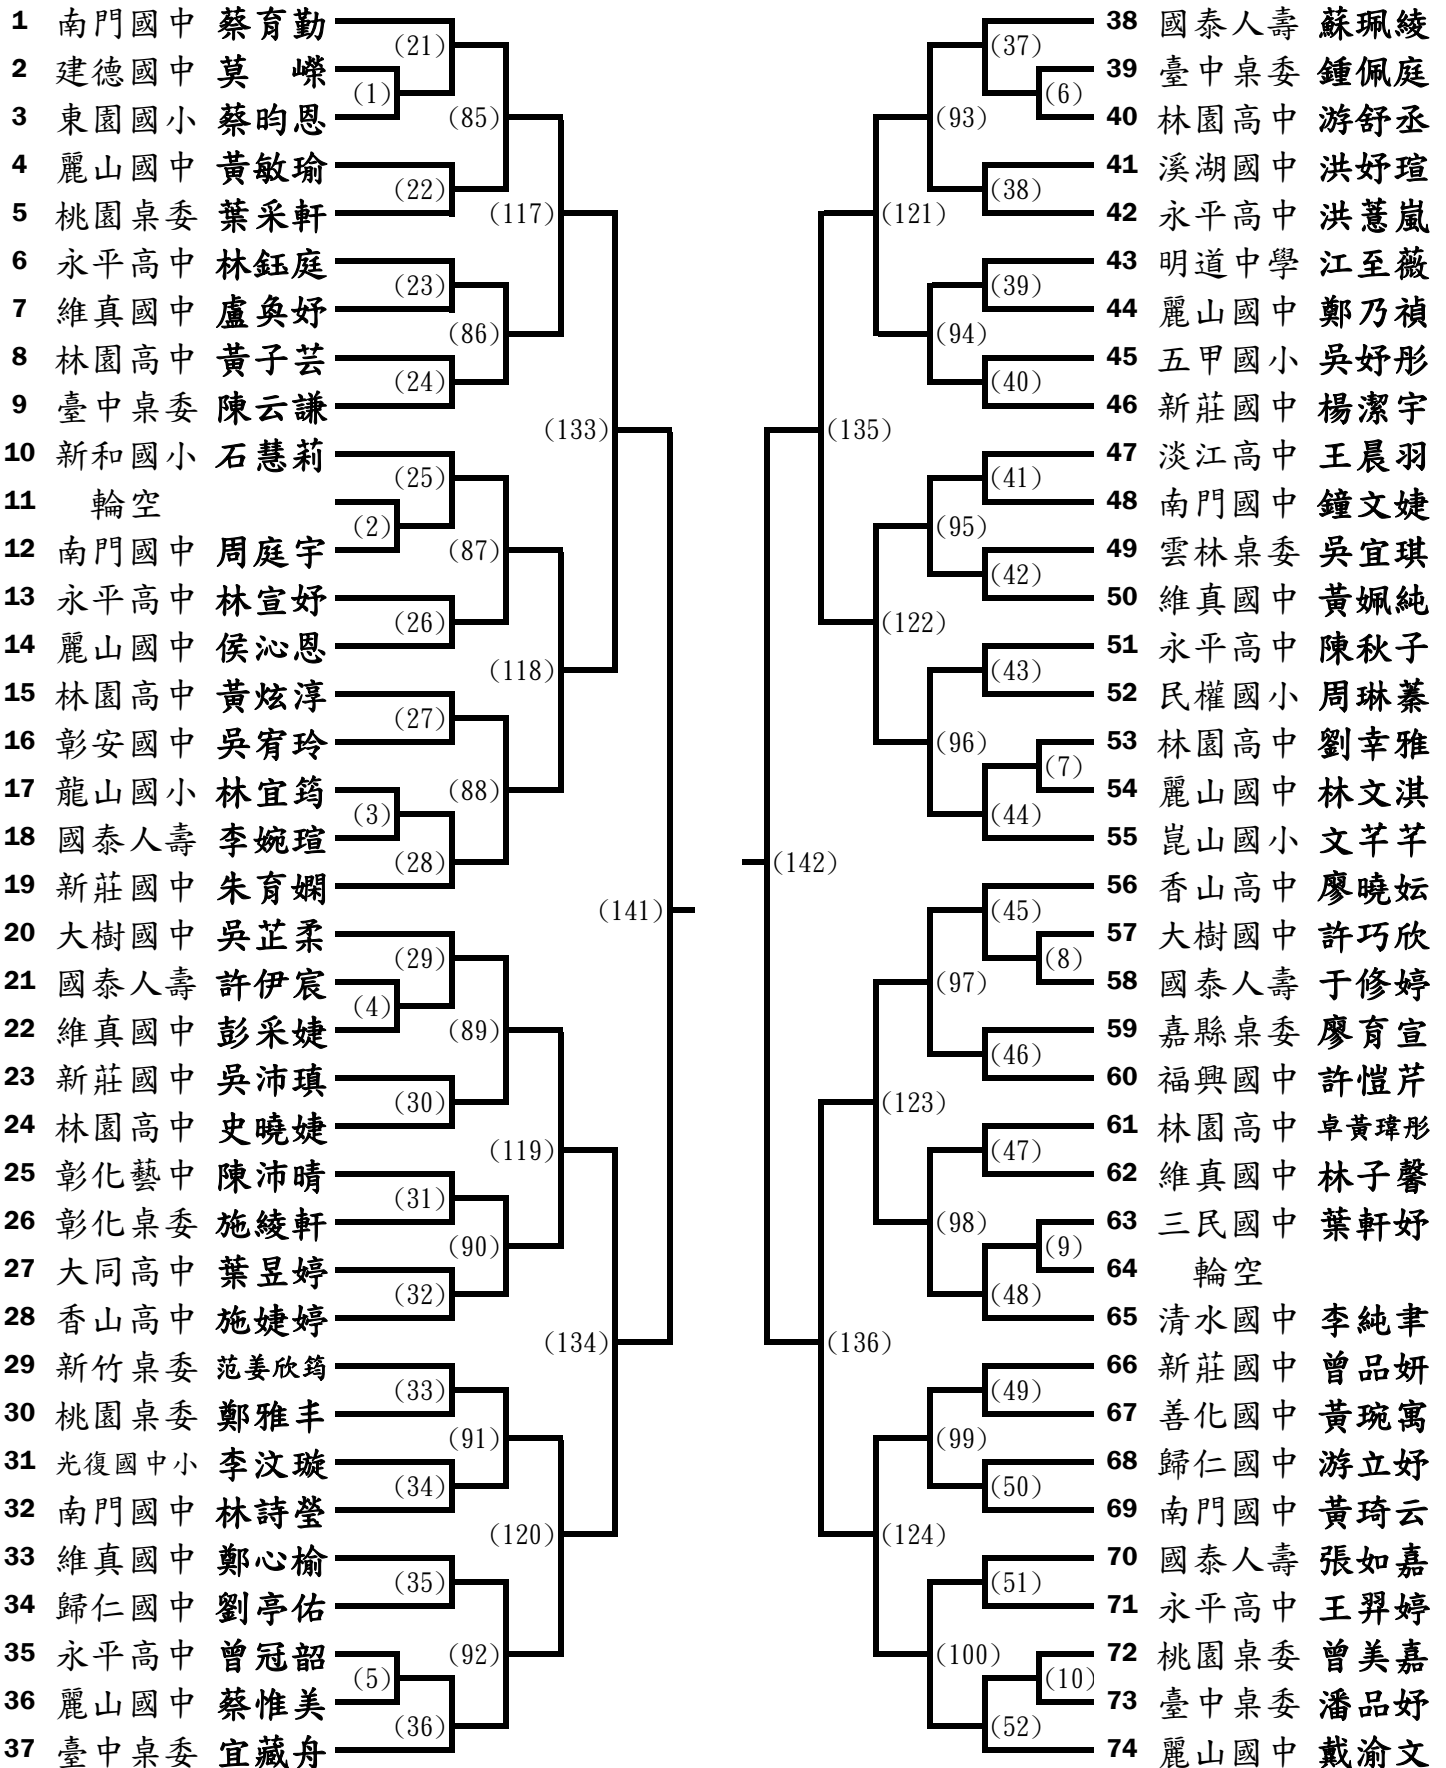 1 南門國中 蔡育勤
2 建德國中 莫 嶸
3 東園國小 蔡昀恩
4 麗山國中 黃敏瑜
5 桃園桌委 葉采軒
6 永平高中 林鈺庭
7 維真國中 盧奐妤
8 林園高中 黃子芸
9 臺中桌委 陳云謙
10 新和國小 石慧莉
11 輪空
12 南門國中 周庭宇
13 永平高中 林宣妤
14 麗山國中 侯沁恩
15 林園高中 黃炫淳
16 彰安國中 吳宥玲
17 龍山國小 林宜筠
18 國泰人壽 李婉瑄
19 新莊國中 朱育嫻
20 大樹國中 吳芷柔
21 國泰人壽 許伊宸
22 維真國中 彭采婕
23 新莊國中 吳沛瑱
24 林園高中 史曉婕
25 彰化藝中 陳沛晴
26 彰化桌委 施綾軒
27 大同高中 葉昱婷
28 香山高中 施婕婷
29 新竹桌委 范姜欣筠
30 桃園桌委 鄭雅丰
31 光復國中小 李汶璇
32 南門國中 林詩瑩
33 維真國中 鄭心榆
34 歸仁國中 劉亭佑
35 永平高中 曾冠韶
36 麗山國中 蔡惟美
37 臺中桌委 宜藏舟
(1)
(2)
(3)
(4)
(5)
(21)
(22)
(23)
(24)
(25)
(26)
(27)
(28)
(29)
(30)
(31)
(32)
(33)
(34)
(35)
(36)
(85)
(86)
(87)
(88)
(89)
(90)
(91)
(92)
(117)
(118)
(119)
(120)
(133)
(134)
(141)
(142)
(135)
(136)
(121)
(122)
(123)
(124)
(93)
(94)
(95)
(96)
(97)
(98)
(99)
(100)
(37)
(38)
(39)
(40)
(41)
(42)
(43)
(44)
(45)
(46)
(47)
(48)
(49)
(50)
(51)
(52)
(6)
(7)
(8)
(9)
(10)
38 國泰人壽 蘇珮綾
39 臺中桌委 鍾佩庭
40 林園高中 游舒丞
41 溪湖國中 洪妤瑄
42 永平高中 洪薏嵐
43 明道中學 江至薇
44 麗山國中 鄭乃禎
45 五甲國小 吳妤彤
46 新莊國中 楊潔宇
47 淡江高中 王晨羽
48 南門國中 鐘文婕
49 雲林桌委 吳宜琪
50 維真國中 黃姵純
51 永平高中 陳秋子
52 民權國小 周琳蓁
53 林園高中 劉幸雅
54 麗山國中 林文淇
55 崑山國小 文芊芊
56 香山高中 廖曉妘
57 大樹國中 許巧欣
58 國泰人壽 于修婷
59 嘉縣桌委 廖育宣
60 福興國中 許愷芹
61 林園高中 卓黃瑋彤
62 維真國中 林子馨
63 三民國中 葉軒妤
64 輪空
65 清水國中 李純聿
66 新莊國中 曾品妍
67 善化國中 黃琬寓
68 歸仁國中 游立妤
69 南門國中 黃琦云
70 國泰人壽 張如嘉
71 永平高中 王羿婷
72 桃園桌委 曾美嘉
73 臺中桌委 潘品妤
74 麗山國中 戴渝文